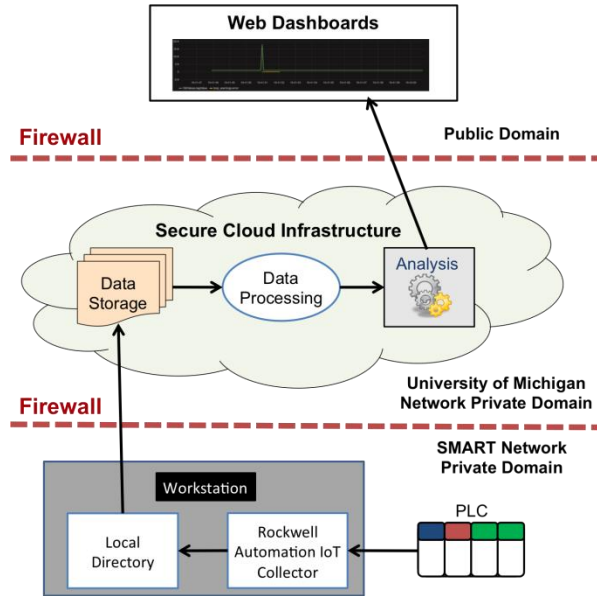 Web Dashboards
Firewall
Public Domain
Secure Cloud Infrastructure
Data
Storage
Data
Processing
Analysis
University of Michigan
Network Private Domain
Firewall
SMART Network
Private Domain
Workstation
PLC
Local
Directory
Rockwell
Automation IoT
Collector